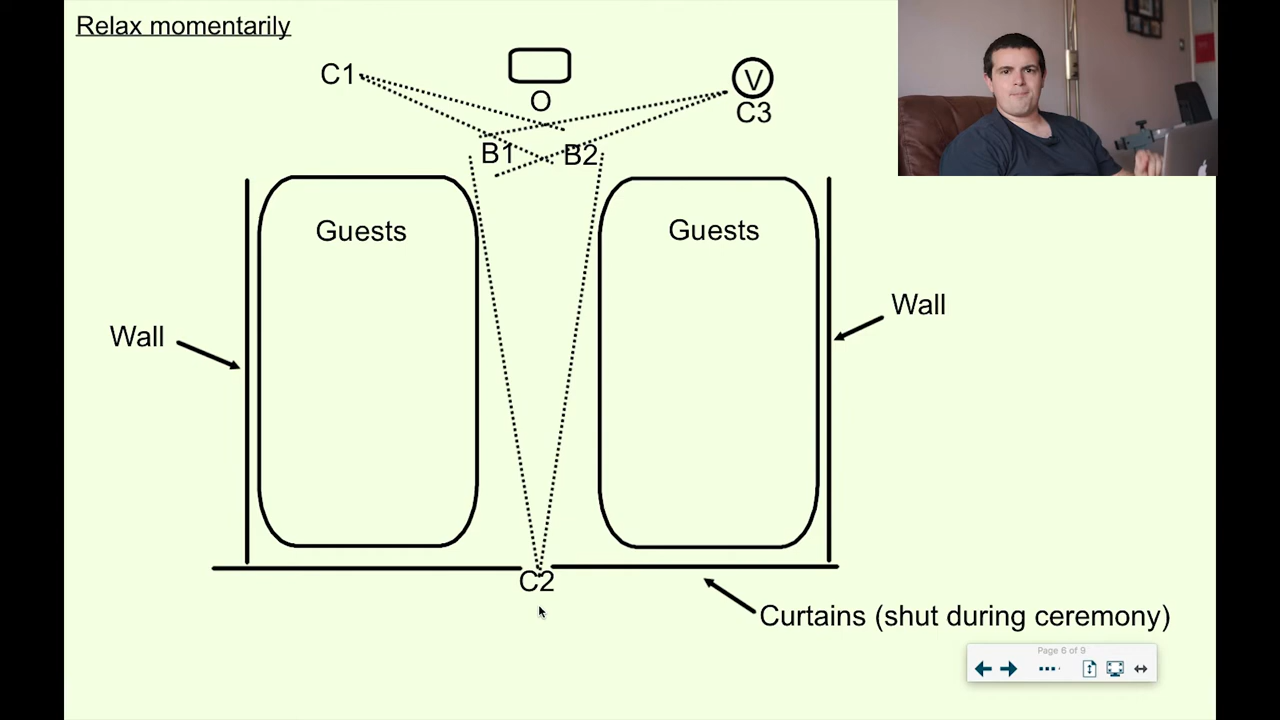 Relax momentarily
C1
O
V
C3
B1
B2
Guests
Guests
Wall
Wall
C2
Curtains (shut during ceremony)
Page 6 of 9